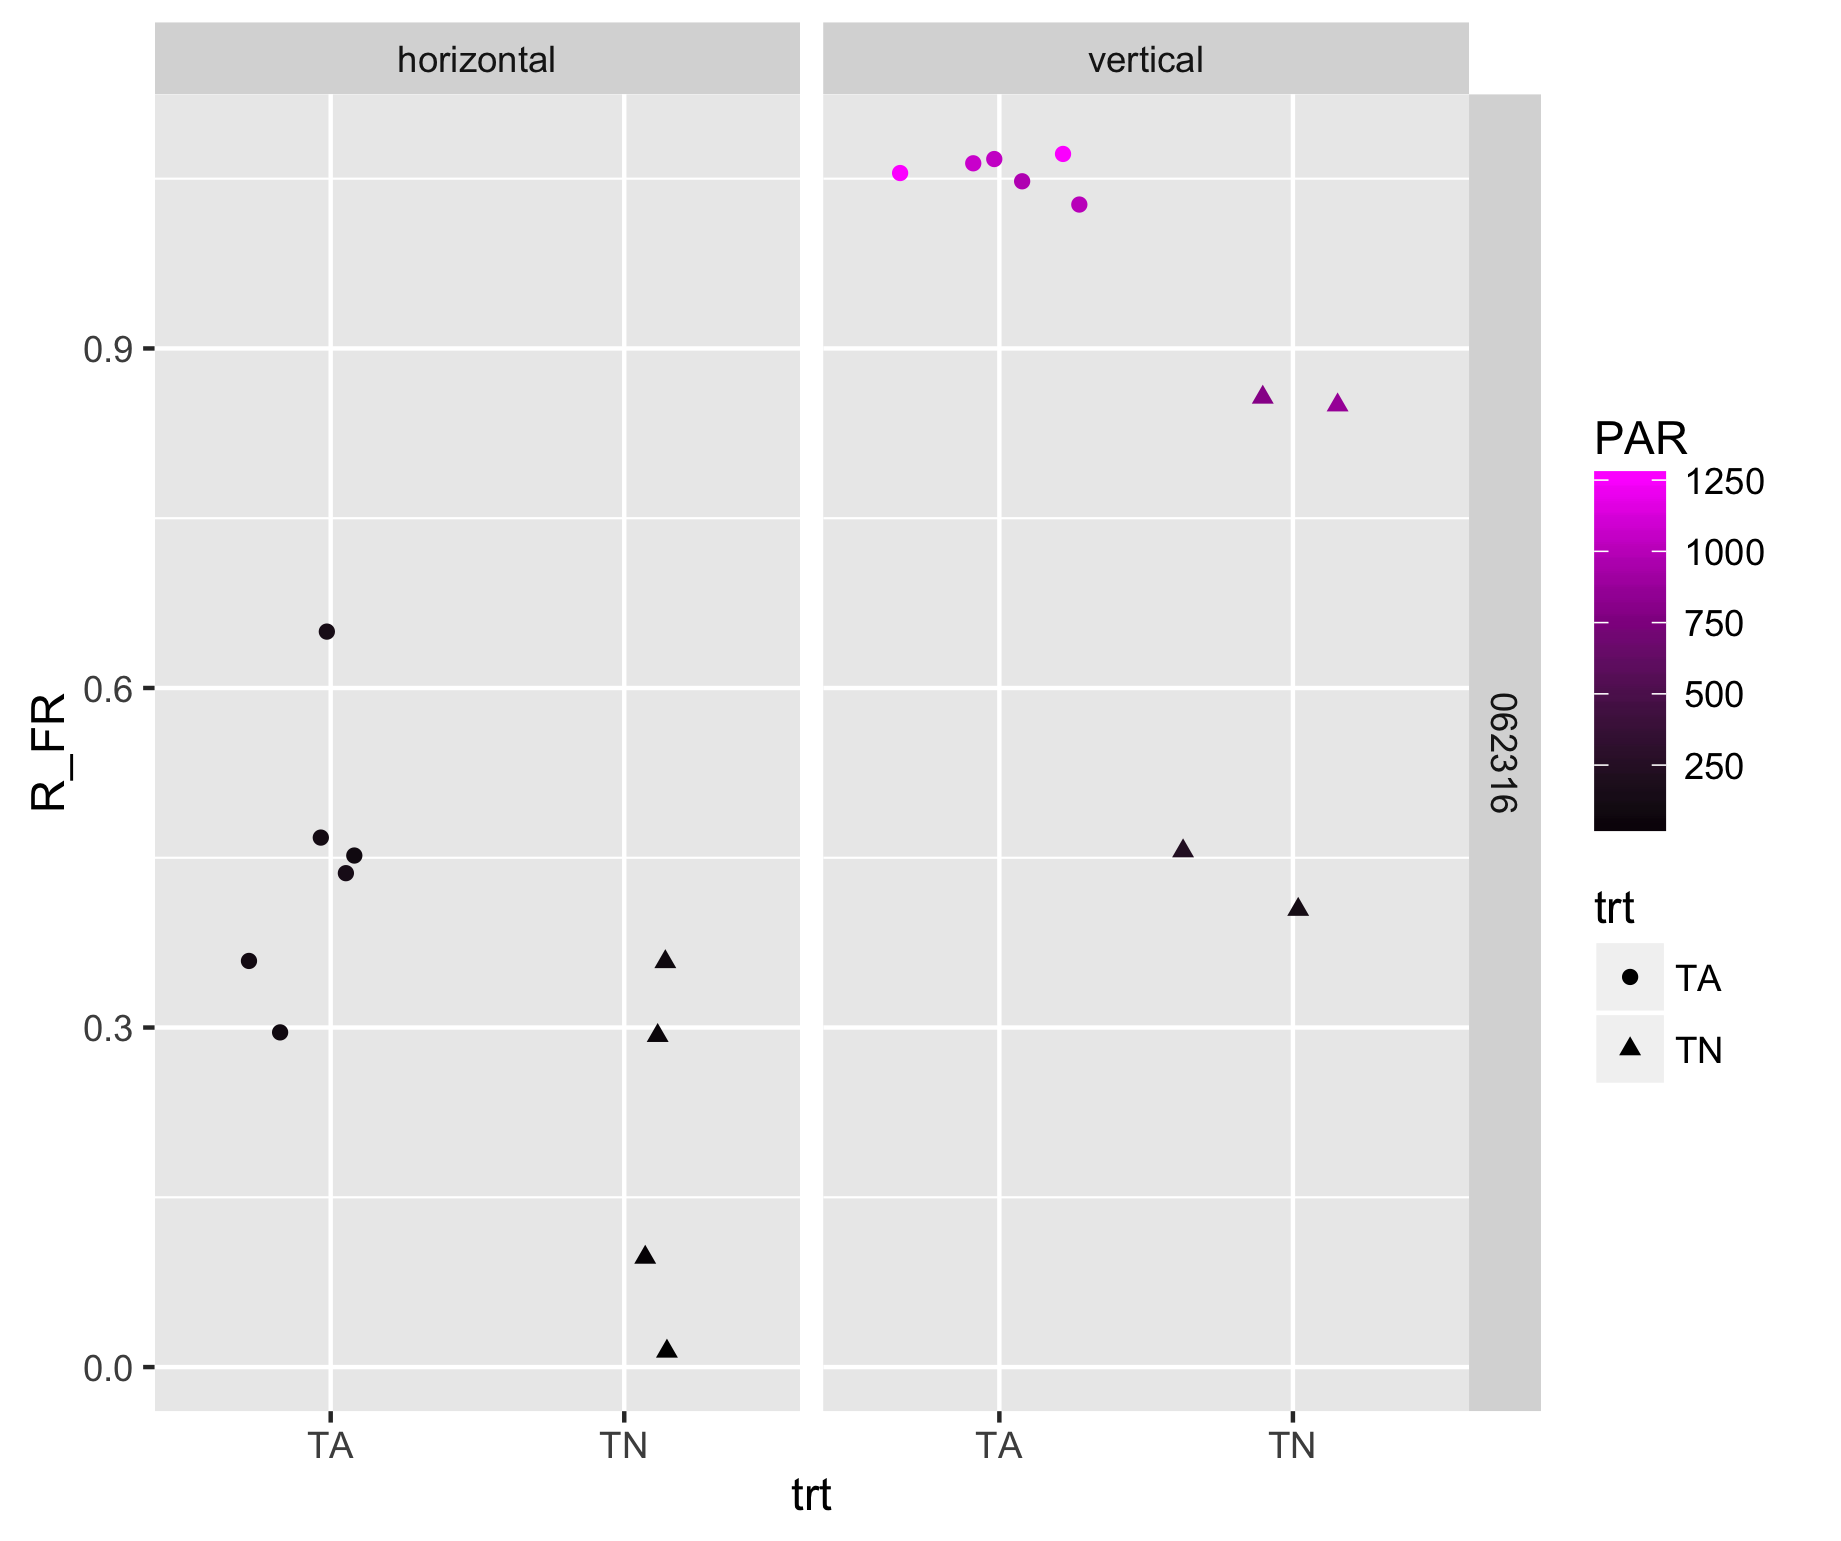 horizontal
vertical
R_FR
0.9
0.6
0.3
0.0
062316
TA
TN
TA
TN
trt
PAR
1250
1000
750
500
250
trt
TA
TN